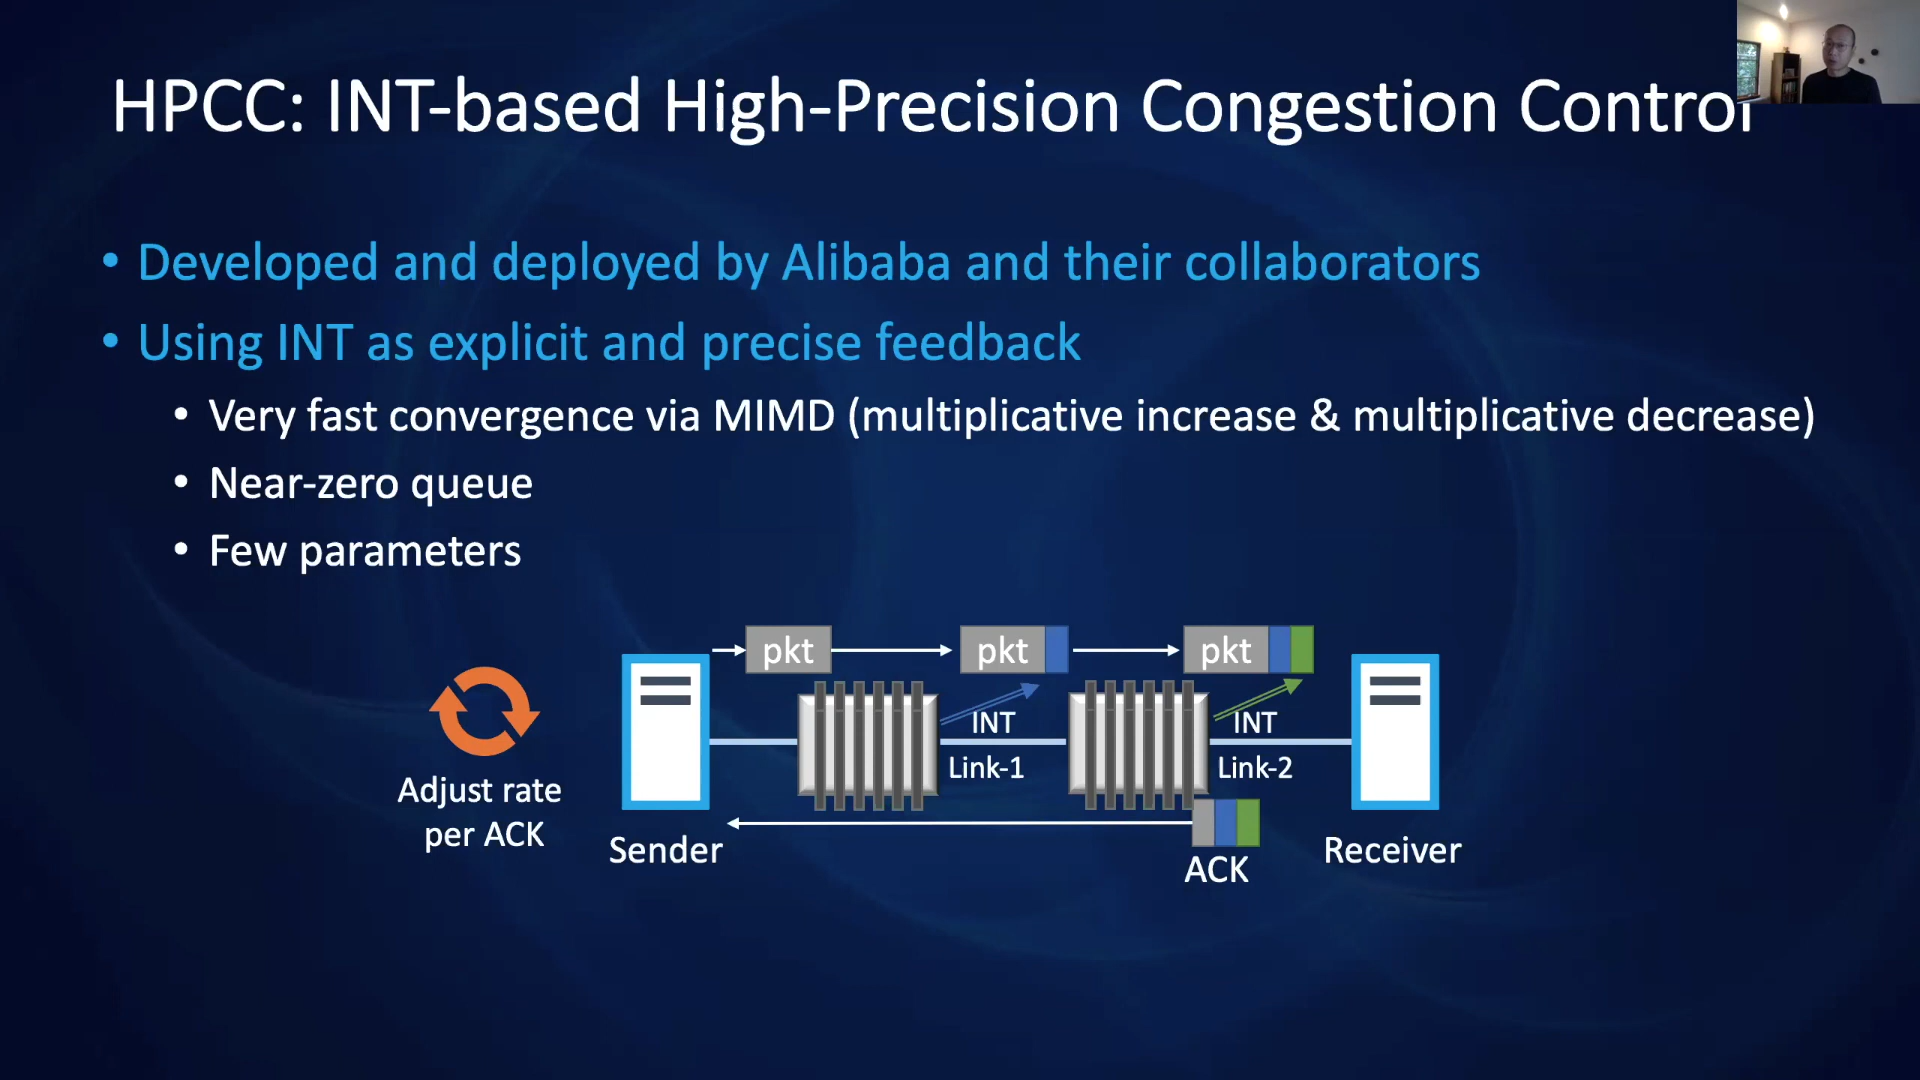 HPCC: INT-based High-Precision Congestion Control
• Developed and deployed by Alibaba and their collaborators
• Using INT as explicit and precise feedback
• Very fast convergence via MIMD (multiplicative increase & multiplicative decrease)
• Near-zero queue
• Few parameters
pkt
pkt
pkt
INT
INT
Link-1
Link-2
Adjust rate
per ACK
Sender
Receiver
ACK